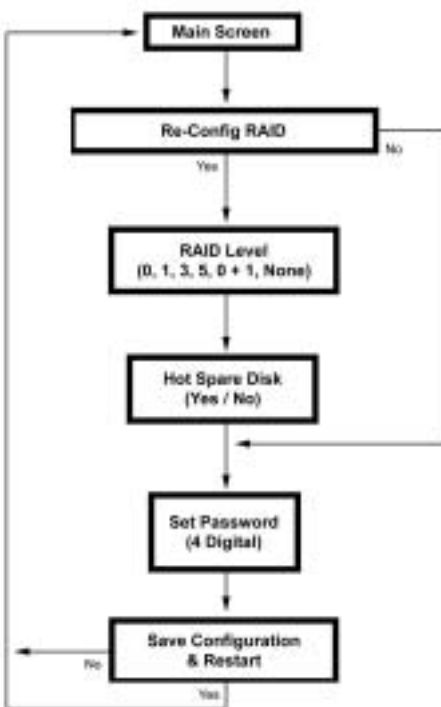 Main Screen
Re-Config RAID
No
Yes
RAID Level
(0, 1, 3, 5, 0 + 1, None)
Hot Spare Disk
(Yes / No)
Set Password
(4 Digital)
Save Configuration
& Restart
No
Yes